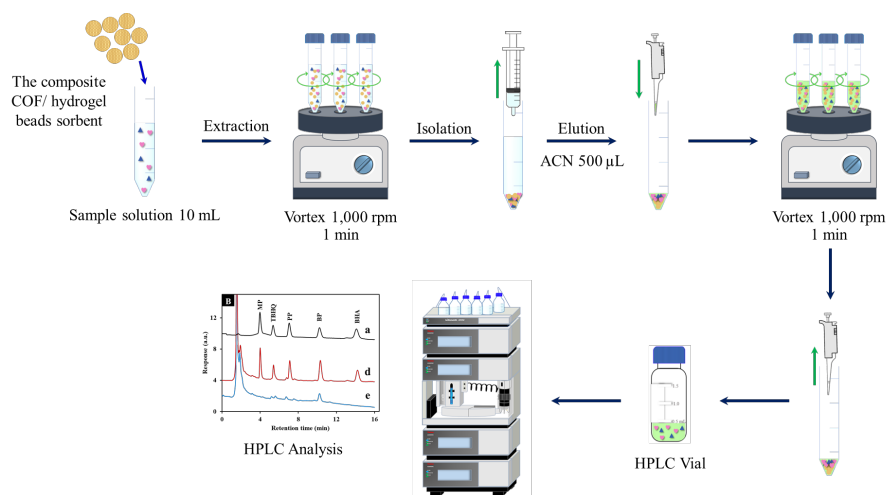 The composite
COF/ hydrogel
beads sorbent
Sample solution 10 mL
Extraction
Vortex 1,000 rpm
1 min
Isolation
Elution
ACN 500 µL
Vortex 1,000 rpm
1 min
HPLC Vial
B
MP
TBHQ
PP
BP
BHA
a
d
e
12
8
4
0
Response (a.u.)
0
4
8
12
16
Retention time (min)
HPLC Analysis